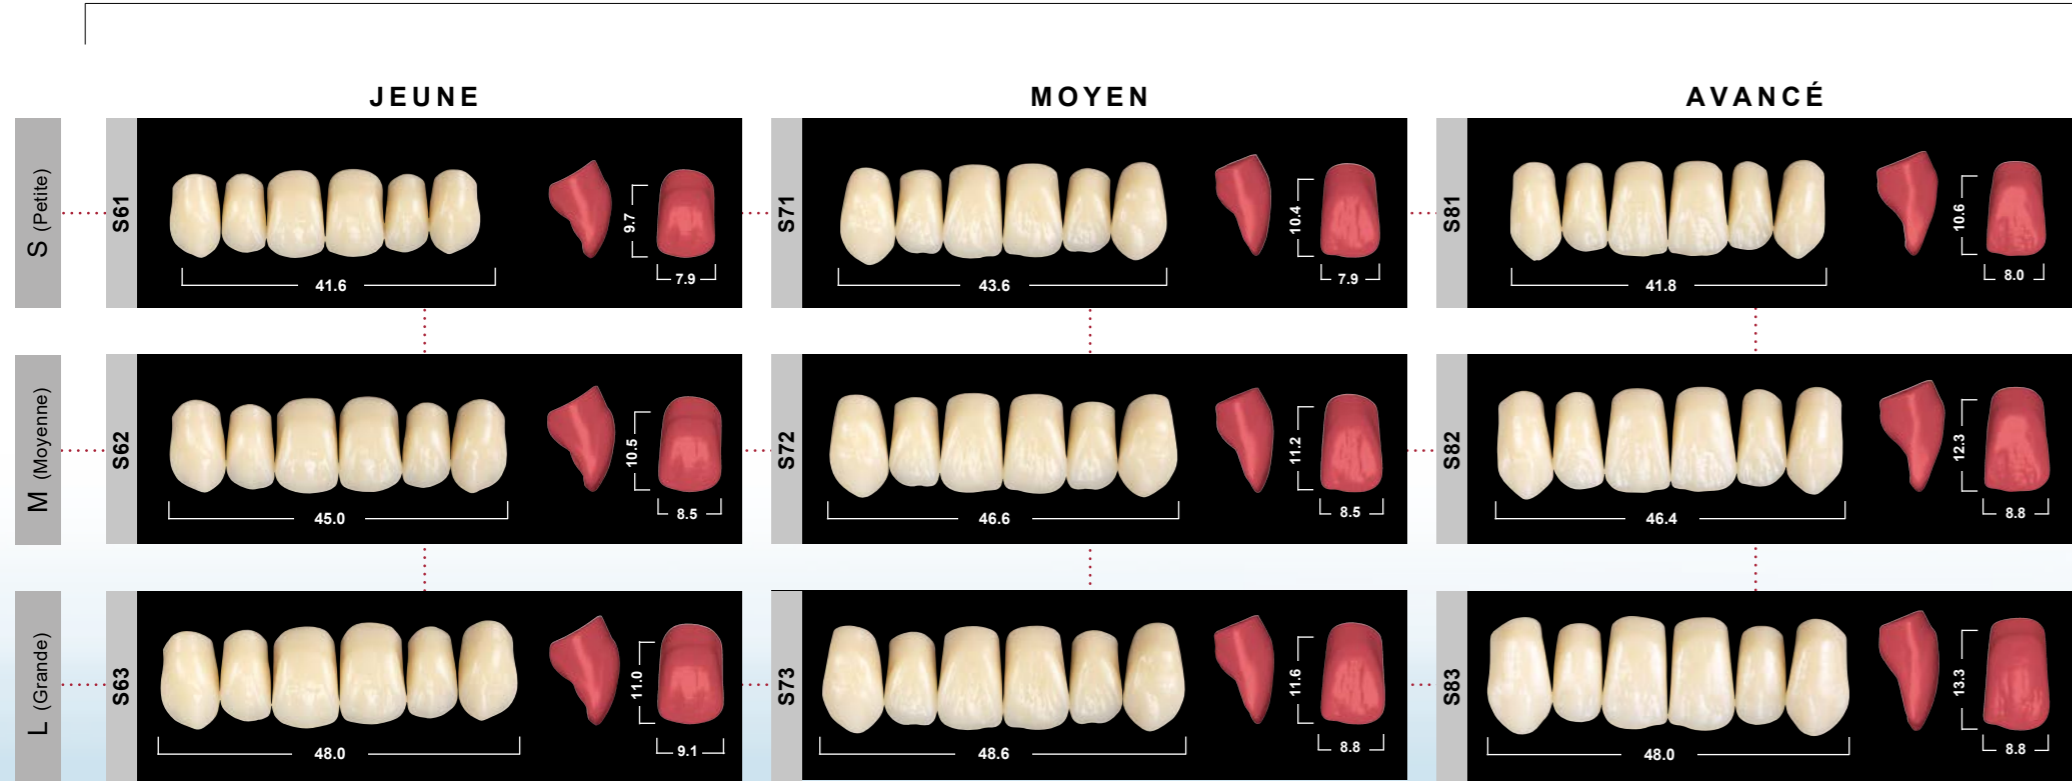 JEUNE MOYEN AVANCÉ
S (Petite)
S61
41.6
9.7
7.9
S71
43.6
10.4
7.9
S81
41.8
10.6
8.0
M (Moyenne)
S62
45.0
10.5
8.5
S72
46.6
11.2
8.5
S82
46.4
12.3
8.8
L (Grande)
S63
48.0
11.0
9.1
S73
48.6
11.6
8.8
S83
48.0
13.3
8.8